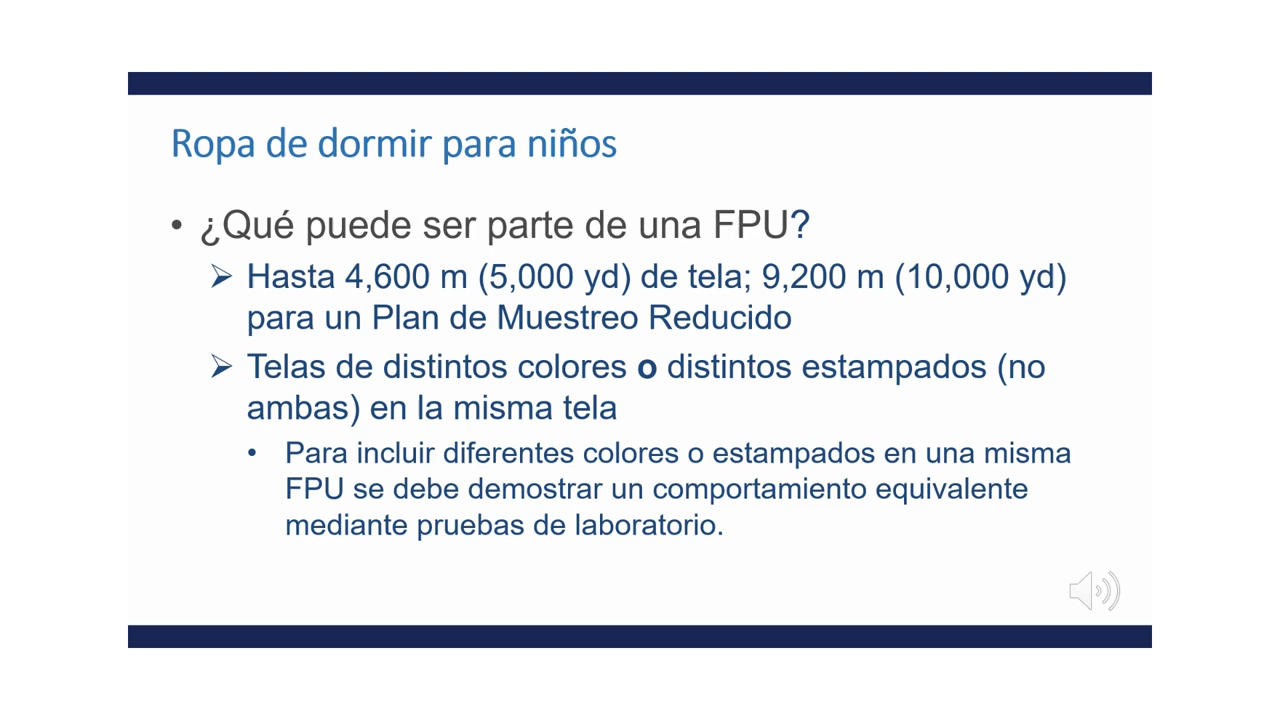 Ropa de dormir para niños
• ¿Qué puede ser parte de una FPU?
➢ Hasta 4,600 m (5,000 yd) de tela; 9,200 m (10,000 yd)
para un Plan de Muestreo Reducido
➢ Telas de distintos colores o distintos estampados (no
ambas) en la misma tela
• Para incluir diferentes colores o estampados en una misma
FPU se debe demostrar un comportamiento equivalente
mediante pruebas de laboratorio.